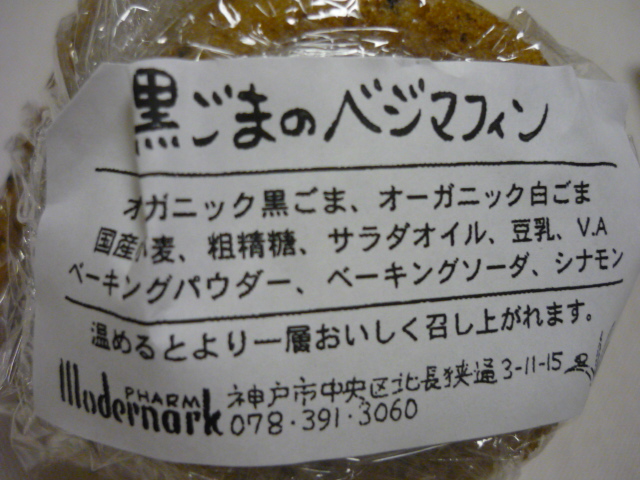 黒ごまのベジマフィン
オガニック黒ごま、オーガニック白ごま
国産小麦、粗精糖、サラダオイル、豆乳、V.A
ベーキングパウダー、ベーキングソーダ、シナモン
温めるとより一層おいしく召し上がれます。
Modernark PHARM 神戸市中央区北長狭通3-11-15
078・391・3060